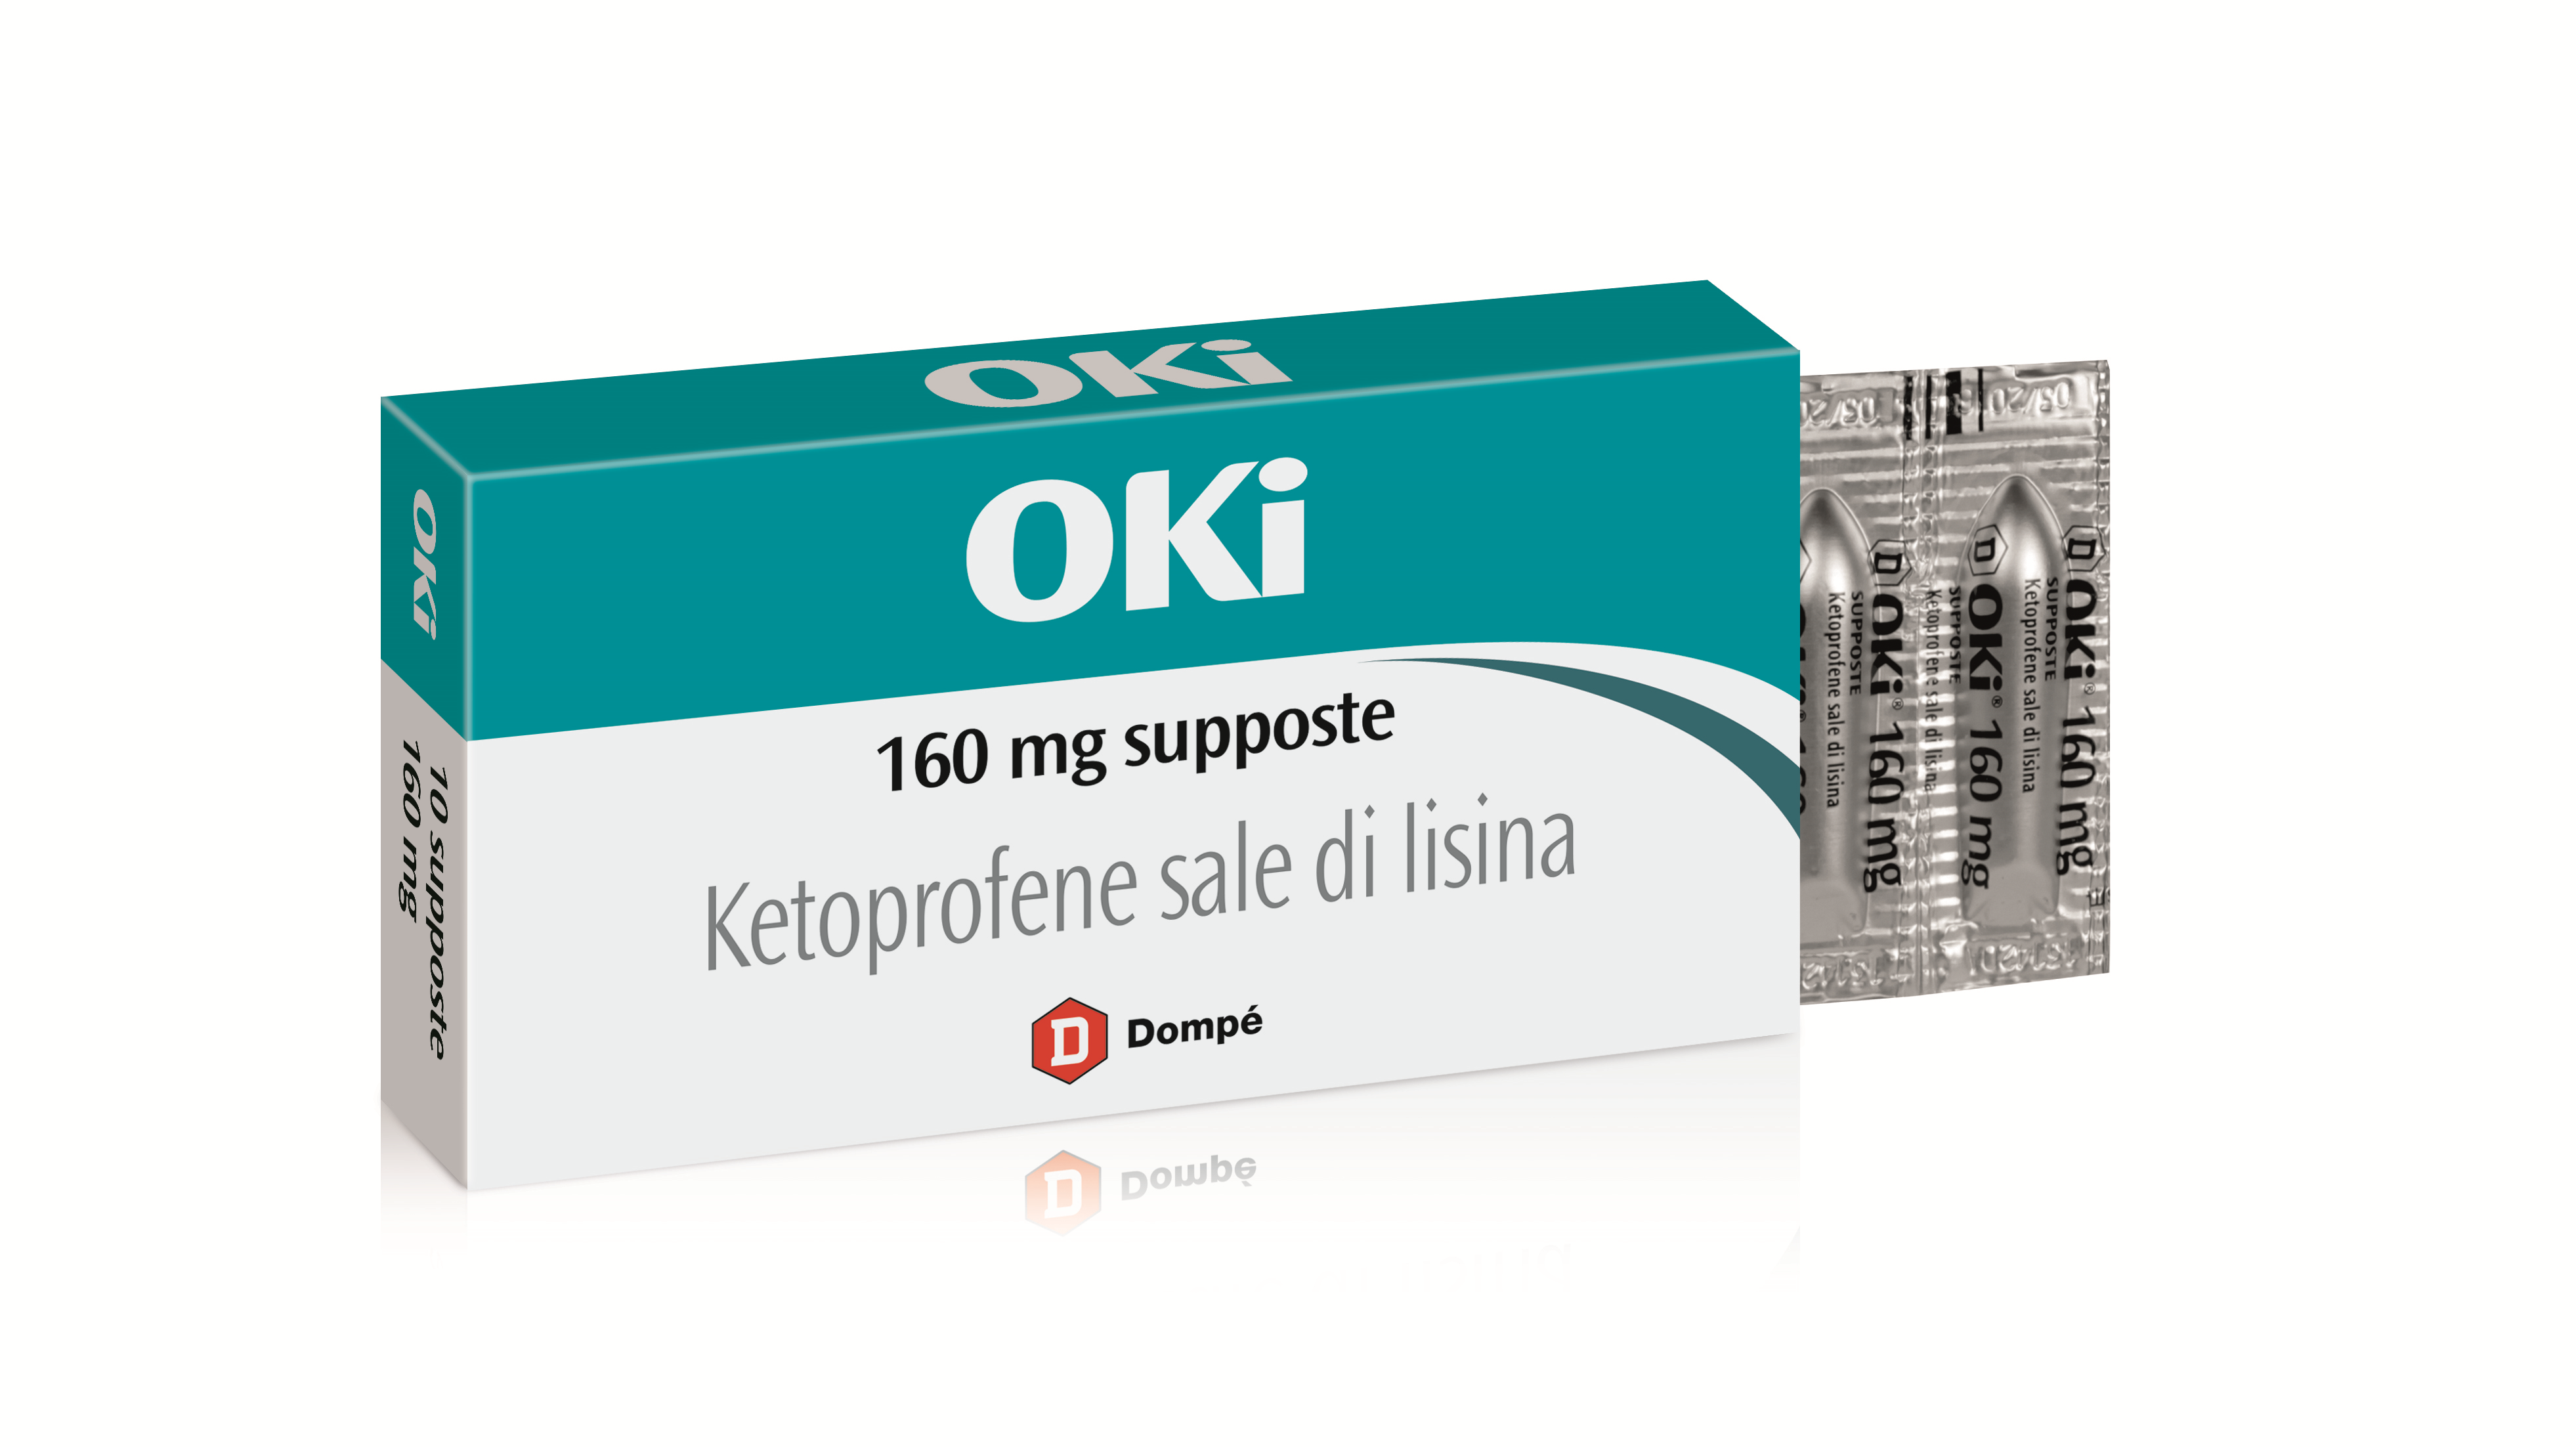 OKi
OKi
OKi
160 mg supposte
Ketoprofene sale di lisina
D Dompé
10 supposte
160 mg
D OKi® 160 mg
SUPPOSTE
Ketoprofene sale di lisina
D OKi® 160 mg
SUPPOSTE
Ketoprofene sale di lisina
D OKi® 160 mg
SUPPOSTE
Ketoprofene sale di lisina